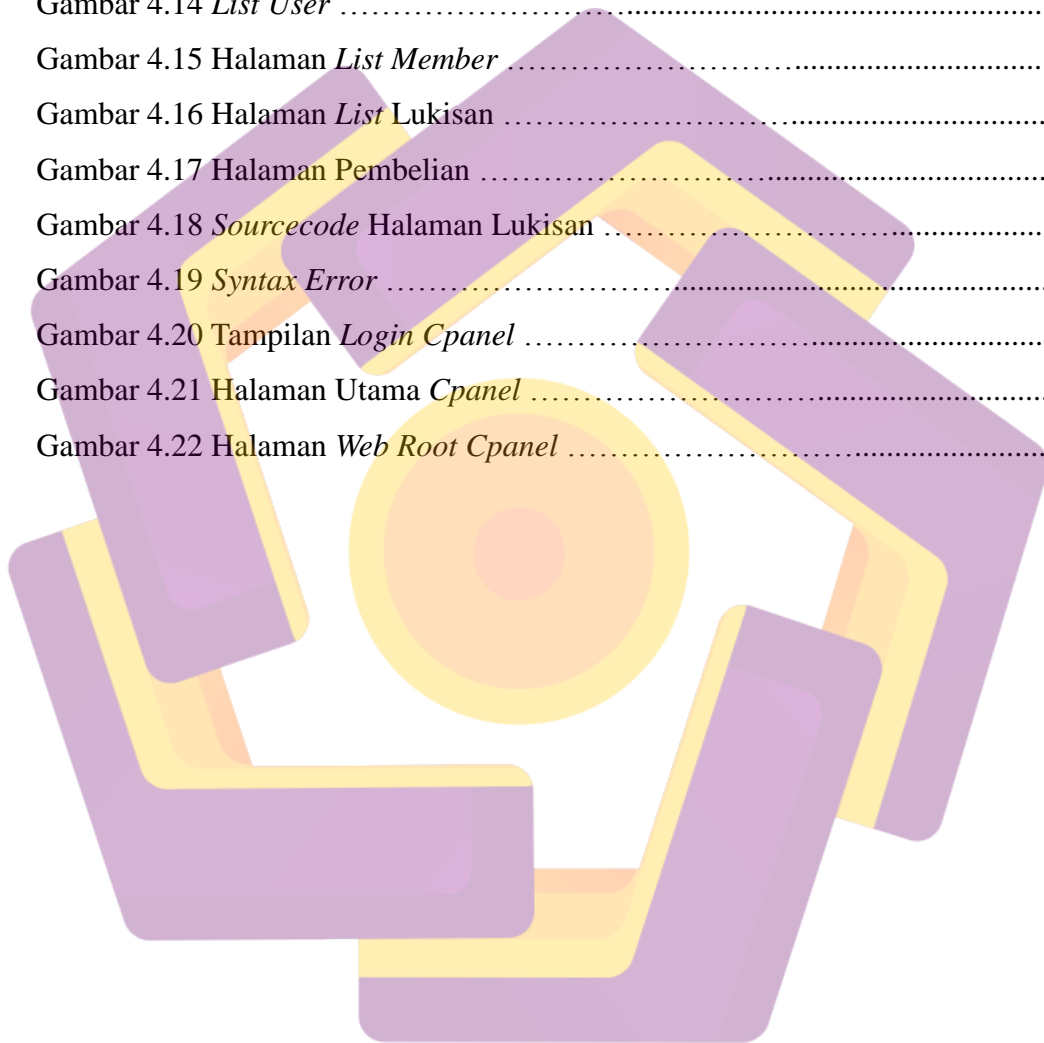 Gambar 4.14 List User ........................................................................
Gambar 4.15 Halaman List Member ........................................................................
Gambar 4.16 Halaman List Lukisan ........................................................................
Gambar 4.17 Halaman Pembelian ........................................................................
Gambar 4.18 Sourcecode Halaman Lukisan ........................................................................
Gambar 4.19 Syntax Error ........................................................................
Gambar 4.20 Tampilan Login Cpanel ........................................................................
Gambar 4.21 Halaman Utama Cpanel ........................................................................
Gambar 4.22 Halaman Web Root Cpanel ........................................................................